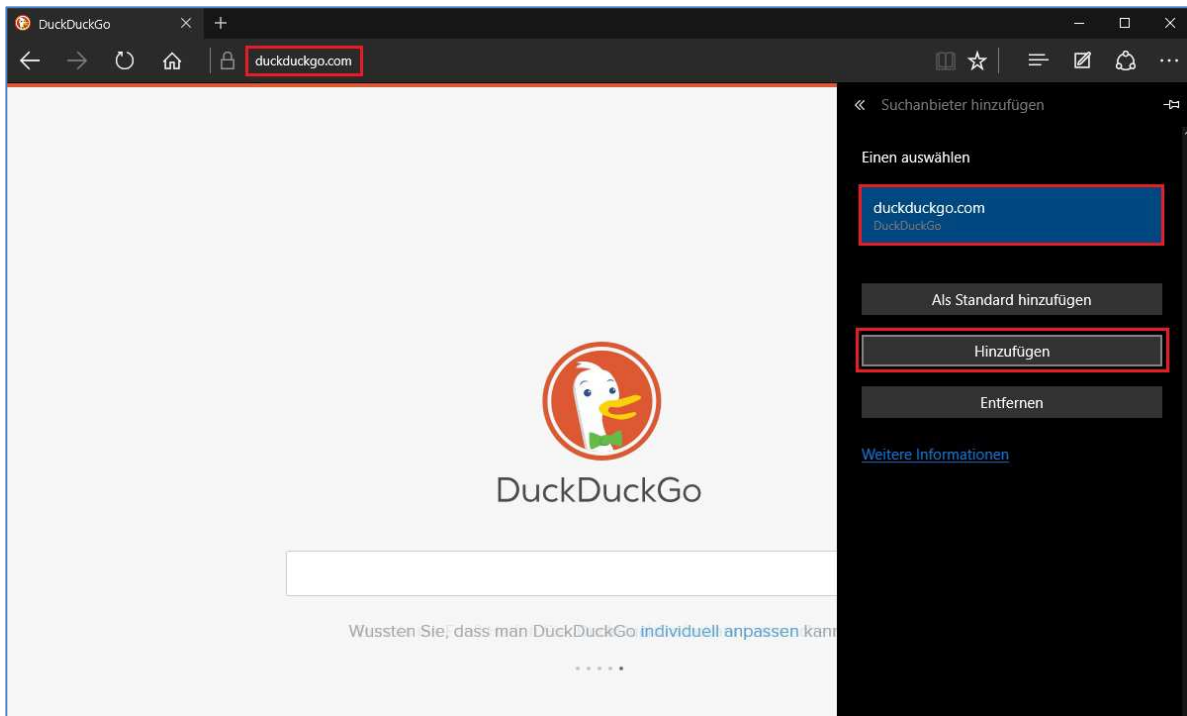 DuckDuckGo
duckduckgo.com
Suchanbieter hinzufügen
Einen auswählen
duckduckgo.com
DuckDuckGo
Als Standard hinzufügen
Hinzufügen
Entfernen
Weitere Informationen
DuckDuckGo
Wussten Sie, dass man DuckDuckGo individuell anpassen kann